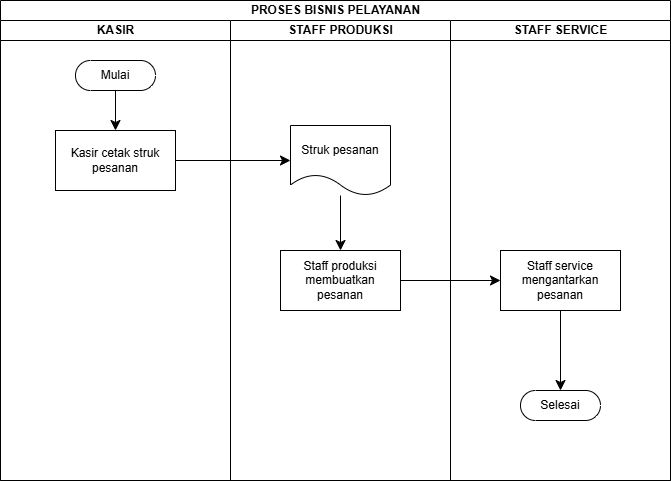 PROSES BISNIS PELAYANAN
KASIR
STAFF PRODUKSI
STAFF SERVICE
Mulai
Kasir cetak struk
pesanan
Struk pesanan
Staff produksi
membuatkan
pesanan
Staff service
mengantarkan
pesanan
Selesai